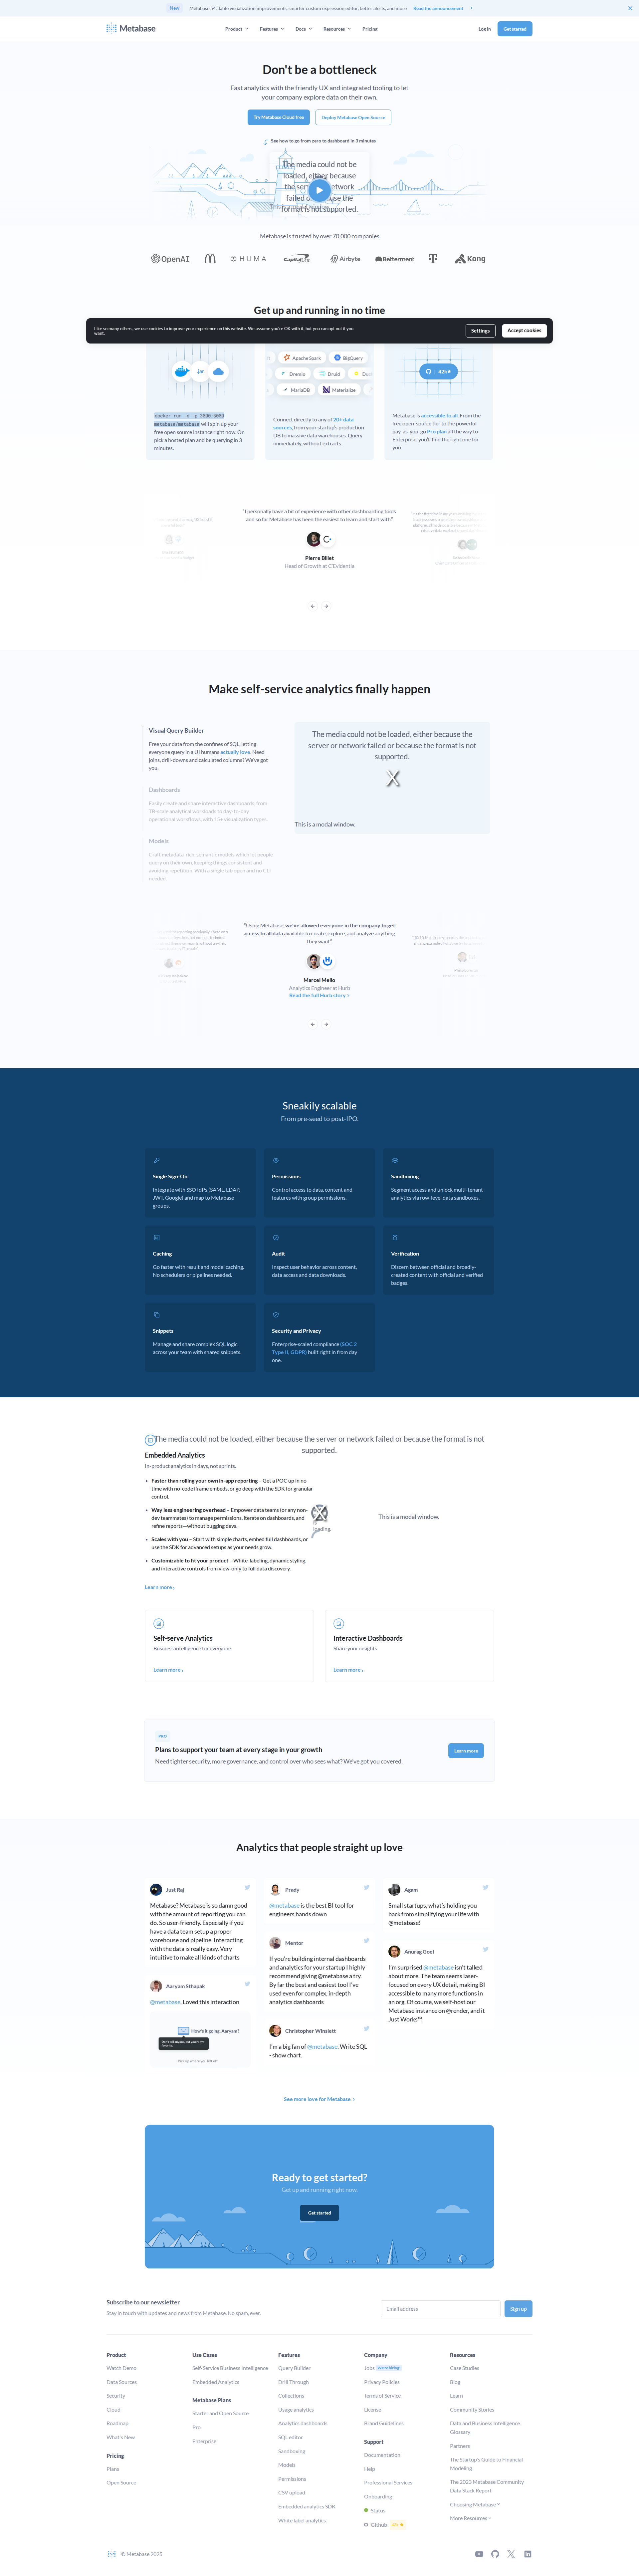 New Metabase 54: Table visualization improvements, smarter custom expression editor, better alerts, and more Read the announcement
Metabase
Product Features Docs Resources Pricing
Log in Get started
Don't be a bottleneck
Fast analytics with the friendly UX and integrated tooling to let
your company explore data on their own.
Try Metabase Cloud free Deploy Metabase Open Source
See how to go from zero to dashboard in 3 minutes
The media could not be
loaded, either because
the server or network
failed or because the
format is not supported.
Metabase is trusted by over 70,000 companies
OpenAI HUMA Capital One Airbyte Betterment T Kong
Get up and running in no time
Like so many others, we use cookies to improve your experience on this website. We assume you're OK with it, but you can opt out if you
want.
Settings Accept cookies
.jar
Apache Spark BigQuery
Dremio Druid
MariaDB Materialize
42k
docker run -d -p 3000:3000
metabase/metabase will spin your
free open source instance right now. Or
pick a hosted plan and be querying in 3
minutes.
Connect directly to any of 20+ data
sources, from your startup's production
DB to massive data warehouses. Query
immediately, without extracts.
Metabase is accessible to all. From the
free open-source tier to the powerful
pay-as-you-go Pro plan all the way to
Enterprise, you'll find the right one for
you.
"I personally have a bit of experience with other dashboarding tools
and so far Metabase has been the easiest to learn and start with."
Pierre Billet
Head of Growth at C'Evidentia
Make self-service analytics finally happen
Visual Query Builder
Free your data from the confines of SQL, letting
everyone query in a UI humans actually love. Need
joins, drill-downs and calculated columns? We've got
you.
Dashboards
Easily create and share interactive dashboards, from
TB-scale analytical workloads to day-to-day
operational workflows, with 15+ visualization types.
Models
Craft metadata-rich, semantic models which let people
query on their own, keeping things consistent and
avoiding repetition. With a single opt-open and no CLI
needed.
The media could not be loaded, either because the
server or network failed or because the format is not
supported.
This is a modal window.
"Using Metabase, we've allowed everyone in the company to get
access to all data available to create, explore, and analyze anything
they want."
Marcel Mello
Analytics Engineer at Hurb
Read the full Hurb story >
Sneakily scalable
From pre-seed to post-IPO.
Single Sign-On
Integrate with SSO IdPs (SAML, LDAP,
JWT, Google) and map to Metabase
groups.
Permissions
Control access to data, content and
features with group permissions.
Sandboxing
Segment access and unlock multi-tenant
analytics via row-level data sandboxes.
Caching
Go faster with result and model caching.
No schedulers or pipelines needed.
Audit
Inspect user behavior across content,
data access and data downloads.
Verification
Discern between official and broadly-
created content with official and verified
badges.
Snippets
Manage and share complex SQL logic
across your team with shared snippets.
Security and Privacy
Enterprise-scaled compliance (SOC 2
Type II, GDPR) built right in from day
one.
The media could not be loaded, either because the server or network failed or because the format is not
supported.
Embedded Analytics
In-product analytics in days, not sprints.
Faster than rolling your own in-app reporting – Get a POC up in no
time with no-code iframe embeds, or go deep with the SDK for granular
control.
Way less engineering overhead – Empower data teams (or any non-
dev teammates) to manage permissions, iterate on dashboards, and
refine reports—without bugging devs.
Scales with you – Start with simple charts, embed full dashboards, or
use the SDK for advanced setups as your needs grow.
Customizable to fit your product – White-labeling, dynamic styling,
and interactive controls from view-only to full data discovery.
Learn more
loading
This is a modal window.
Self-serve Analytics
Business intelligence for everyone
Learn more
Interactive Dashboards
Share your insights
Learn more
PRO
Plans to support your team at every stage in your growth
Need tighter security, more governance, and control over who sees what? We've got you covered.
Learn more
Analytics that people straight up love
Just Raj
Metabase? Metabase is so damn good
with the amount of reporting you can
do. So user-friendly. Especially if you
have a data team setup a proper
warehouse and pipeline. Interacting
with the data is really easy. Very
intuitive to make all kinds of charts
Aaryam Sthapak
@metabase, Loved this interaction
How's it going, Aaryam?
Pick up where you left off
Prady
@metabase is the best BI tool for
engineers hands down
Mentor
If you're building internal dashboards
and analytics for your startup I highly
recommend giving @metabase a try.
By far the best and easiest tool I've
used even for complex, in-depth
analytics dashboards
Christopher Winslett
I'm a big fan of @metabase. Write SQL
- show chart.
Agam
Small startups, what's holding you
back from simplifying your life with
@metabase!
Anurag Goel
I'm surprised @metabase isn't talked
about more. The team seems laser-
focused on every UX detail, making BI
accessible to many more functions in
an org. Of course, we self-host our
Metabase instance on @render, and it
Just Works™.
See more love for Metabase >
Ready to get started?
Get up and running right now.
Get started
Subscribe to our newsletter
Stay in touch with updates and news from Metabase. No spam, ever.
Email address Sign up
Product
Watch Demo
Data Sources
Security
Cloud
Roadmap
What's New
Pricing
Plans
Open Source
Use Cases
Self-Service Business Intelligence
Embedded Analytics
Metabase Plans
Starter and Open Source
Pro
Enterprise
Features
Query Builder
Drill Through
Collections
Usage analytics
Analytics dashboards
SQL editor
Sandboxing
Models
Permissions
CSV upload
Embedded analytics SDK
White label analytics
Company
Jobs We're hiring!
Privacy Policies
Terms of Service
License
Brand Guidelines
Support
Documentation
Help
Professional Services
Onboarding
Status
Github
Resources
Case Studies
Blog
Learn
Community Stories
Data and Business Intelligence
Glossary
Partners
The Startup's Guide to Financial
Modeling
The 2023 Metabase Community
Data Stack Report
Choosing Metabase
More Resources
© Metabase 2025